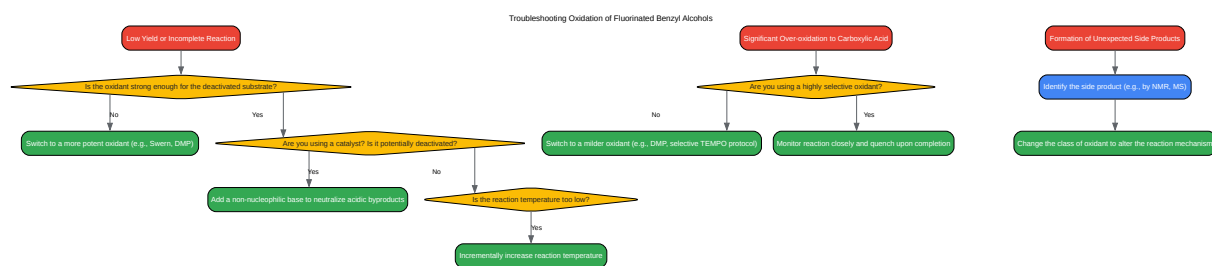 Troubleshooting Oxidation of Fluorinated Benzyl Alcohols
Low Yield or Incomplete Reaction
Significant Over-oxidation to Carboxylic Acid
Formation of Unexpected Side Products
Is the oxidant strong enough for the deactivated substrate?
Are you using a highly selective oxidant?
Identify the side product (e.g., by NMR, MS)
No
Yes
No
Yes
Switch to a more potent oxidant (e.g., Swern, DMP)
Are you using a catalyst? Is it potentially deactivated?
Switch to a milder oxidant (e.g., DMP, selective TEMPO protocol)
Monitor reaction closely and quench upon completion
Change the class of oxidant to alter the reaction mechanism
Yes
No
Add a non-nucleophilic base to neutralize acidic byproducts
Is the reaction temperature too low?
Yes
Incrementally increase reaction temperature